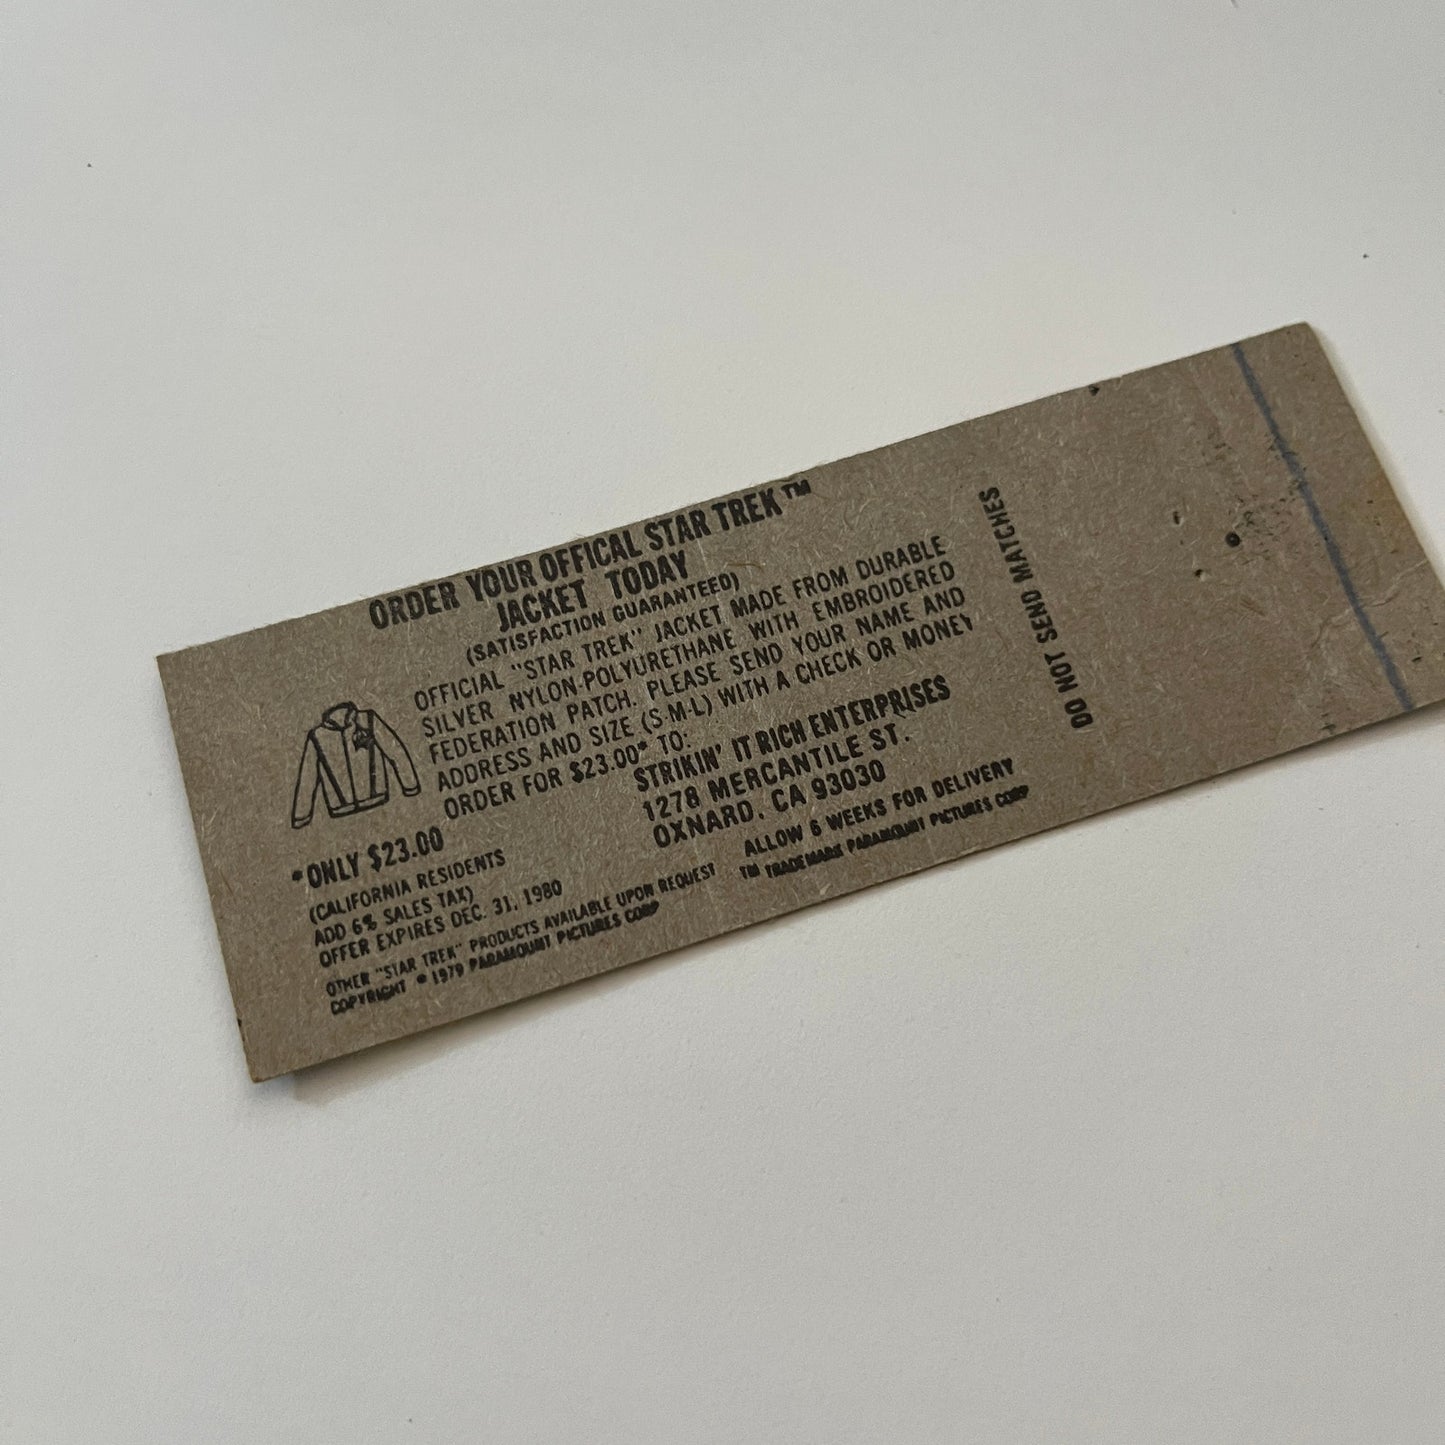 ORDER YOUR OFFICAL STAR TREK™
JACKET TODAY
(SATISFACTION GUARANTEED)
OFFICIAL "STAR TREK" JACKET MADE FROM DURABLE
SILVER NYLON-POLYURETHANE WITH EMBROIDERED
FEDERATION PATCH. PLEASE SEND YOUR NAME AND
ADDRESS AND SIZE (S-M-L) WITH A CHECK OR MONEY
ORDER FOR $23.00* TO:
STRIKIN' IT RICH ENTERPRISES
1278 MERCANTILE ST.
OXNARD, CA 93030
*ONLY $23.00
(CALIFORNIA RESIDENTS
ADD 6% SALES TAX)
OFFER EXPIRES DEC. 31, 1980
ALLOW 6 WEEKS FOR DELIVERY
OTHER "STAR TREK" PRODUCTS AVAILABLE UPON REQUEST
TM TRADEMARK PARAMOUNT PICTURES CORP
COPYRIGHT © 1979 PARAMOUNT PICTURES CORP
DO NOT SEND MATCHES